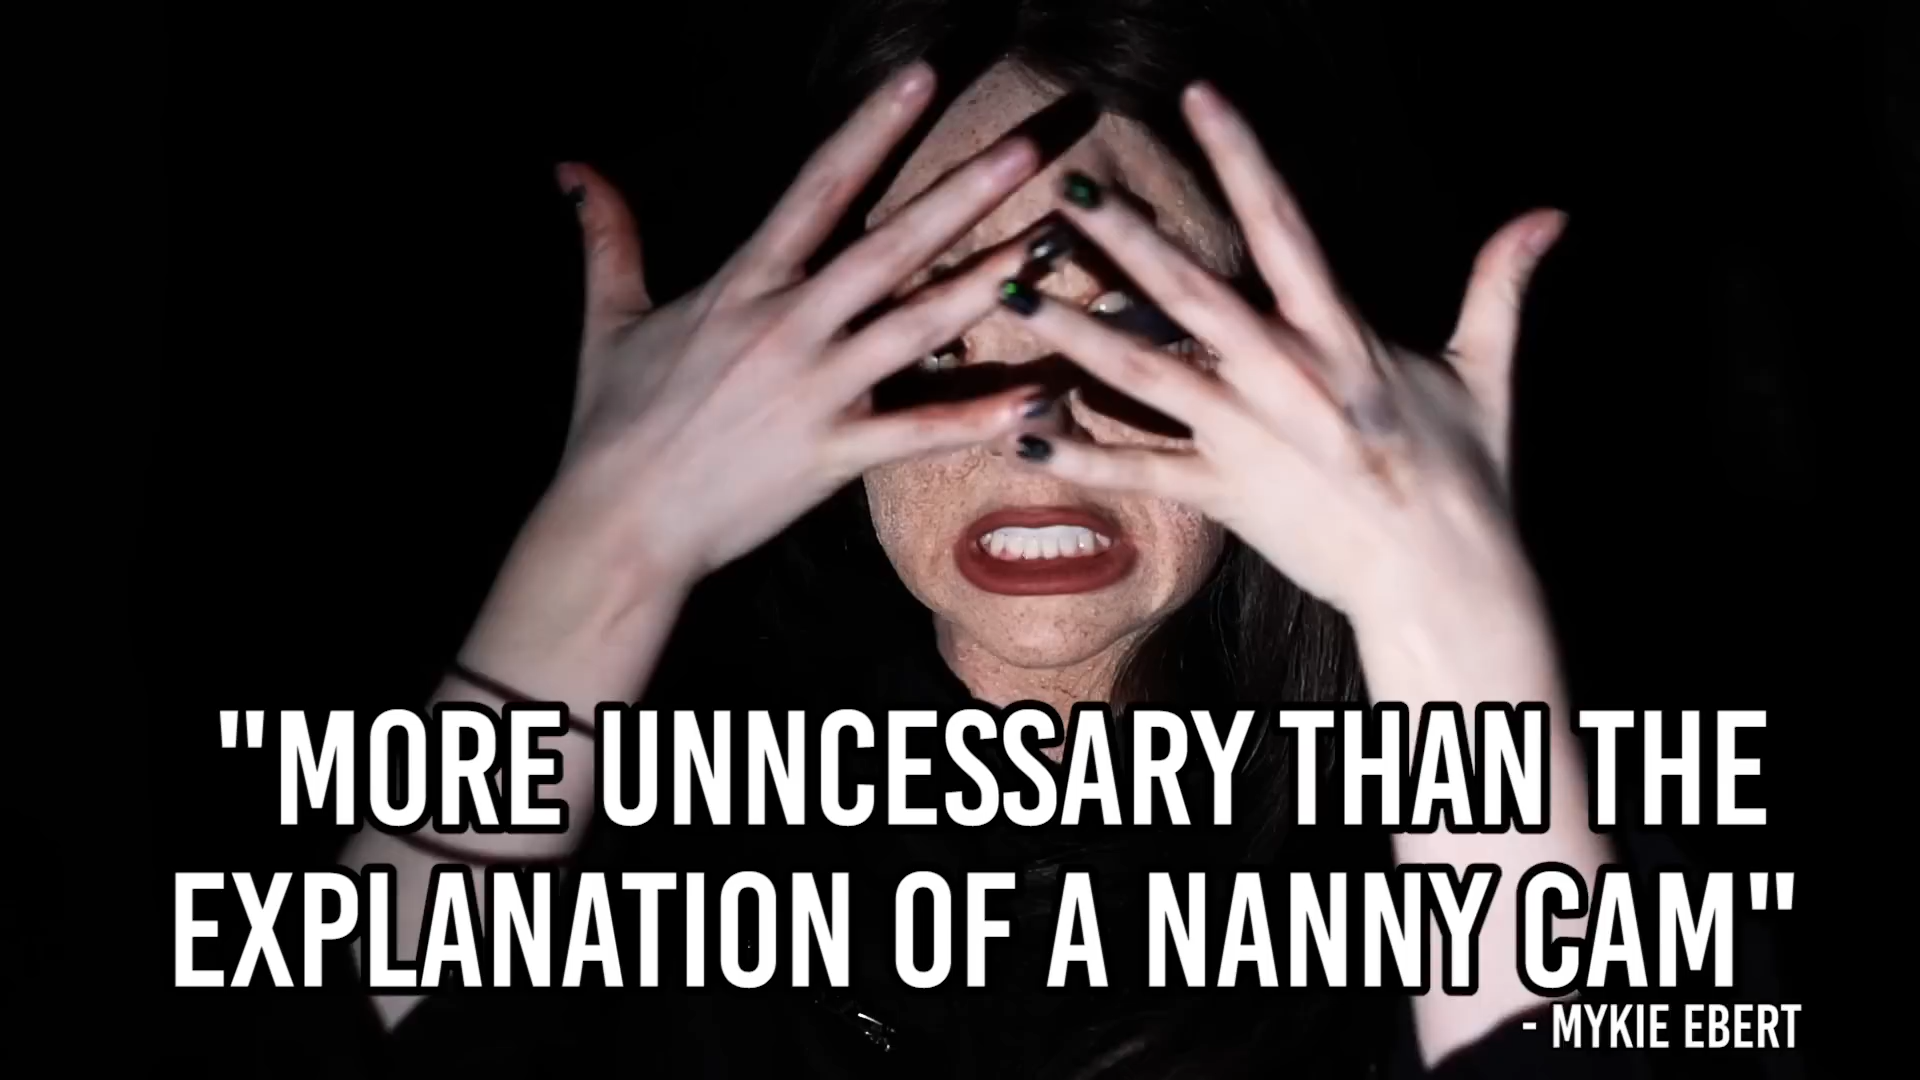 "MORE UNNCESSARY THAN THE
EXPLANATION OF A NANNY CAM"
- MYKIE EBERT